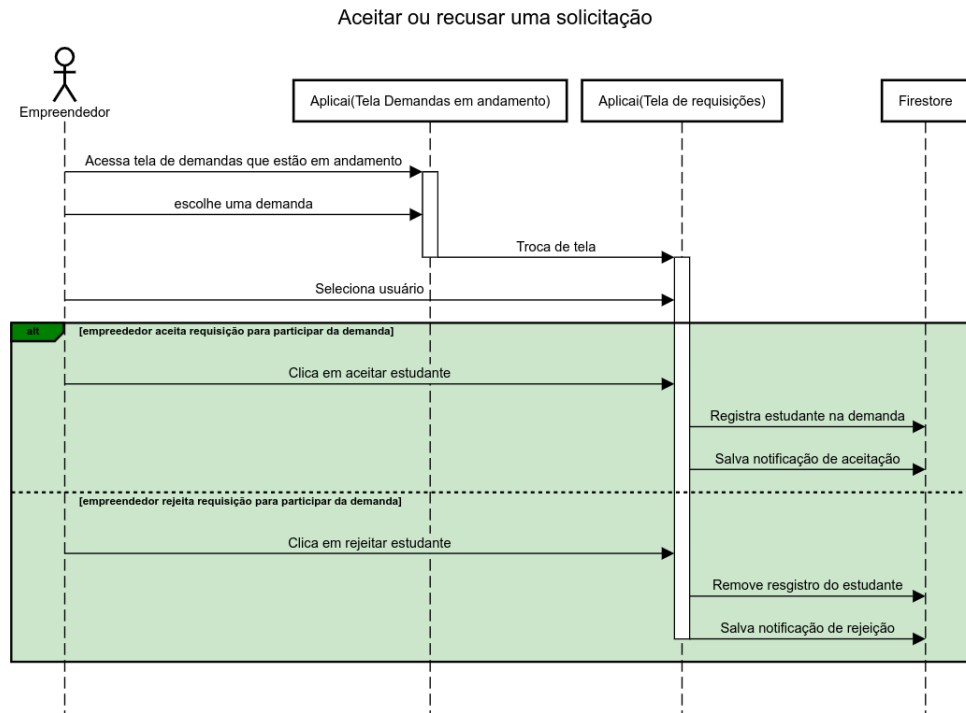 Aceitar ou recusar uma solicitação
Empreendedor
Aplicai(Tela Demandas em andamento)
Aplicai(Tela de requisições)
Firestore
Acessa tela de demandas que estão em andamento
escolhe uma demanda
Troca de tela
Seleciona usuário
alt
[empreededor aceita requisição para participar da demanda]
Clica em aceitar estudante
Registra estudante na demanda
Salva notificação de aceitação
[empreendedor rejeita requisição para participar da demanda]
Clica em rejeitar estudante
Remove resgistro do estudante
Salva notificação de rejeição